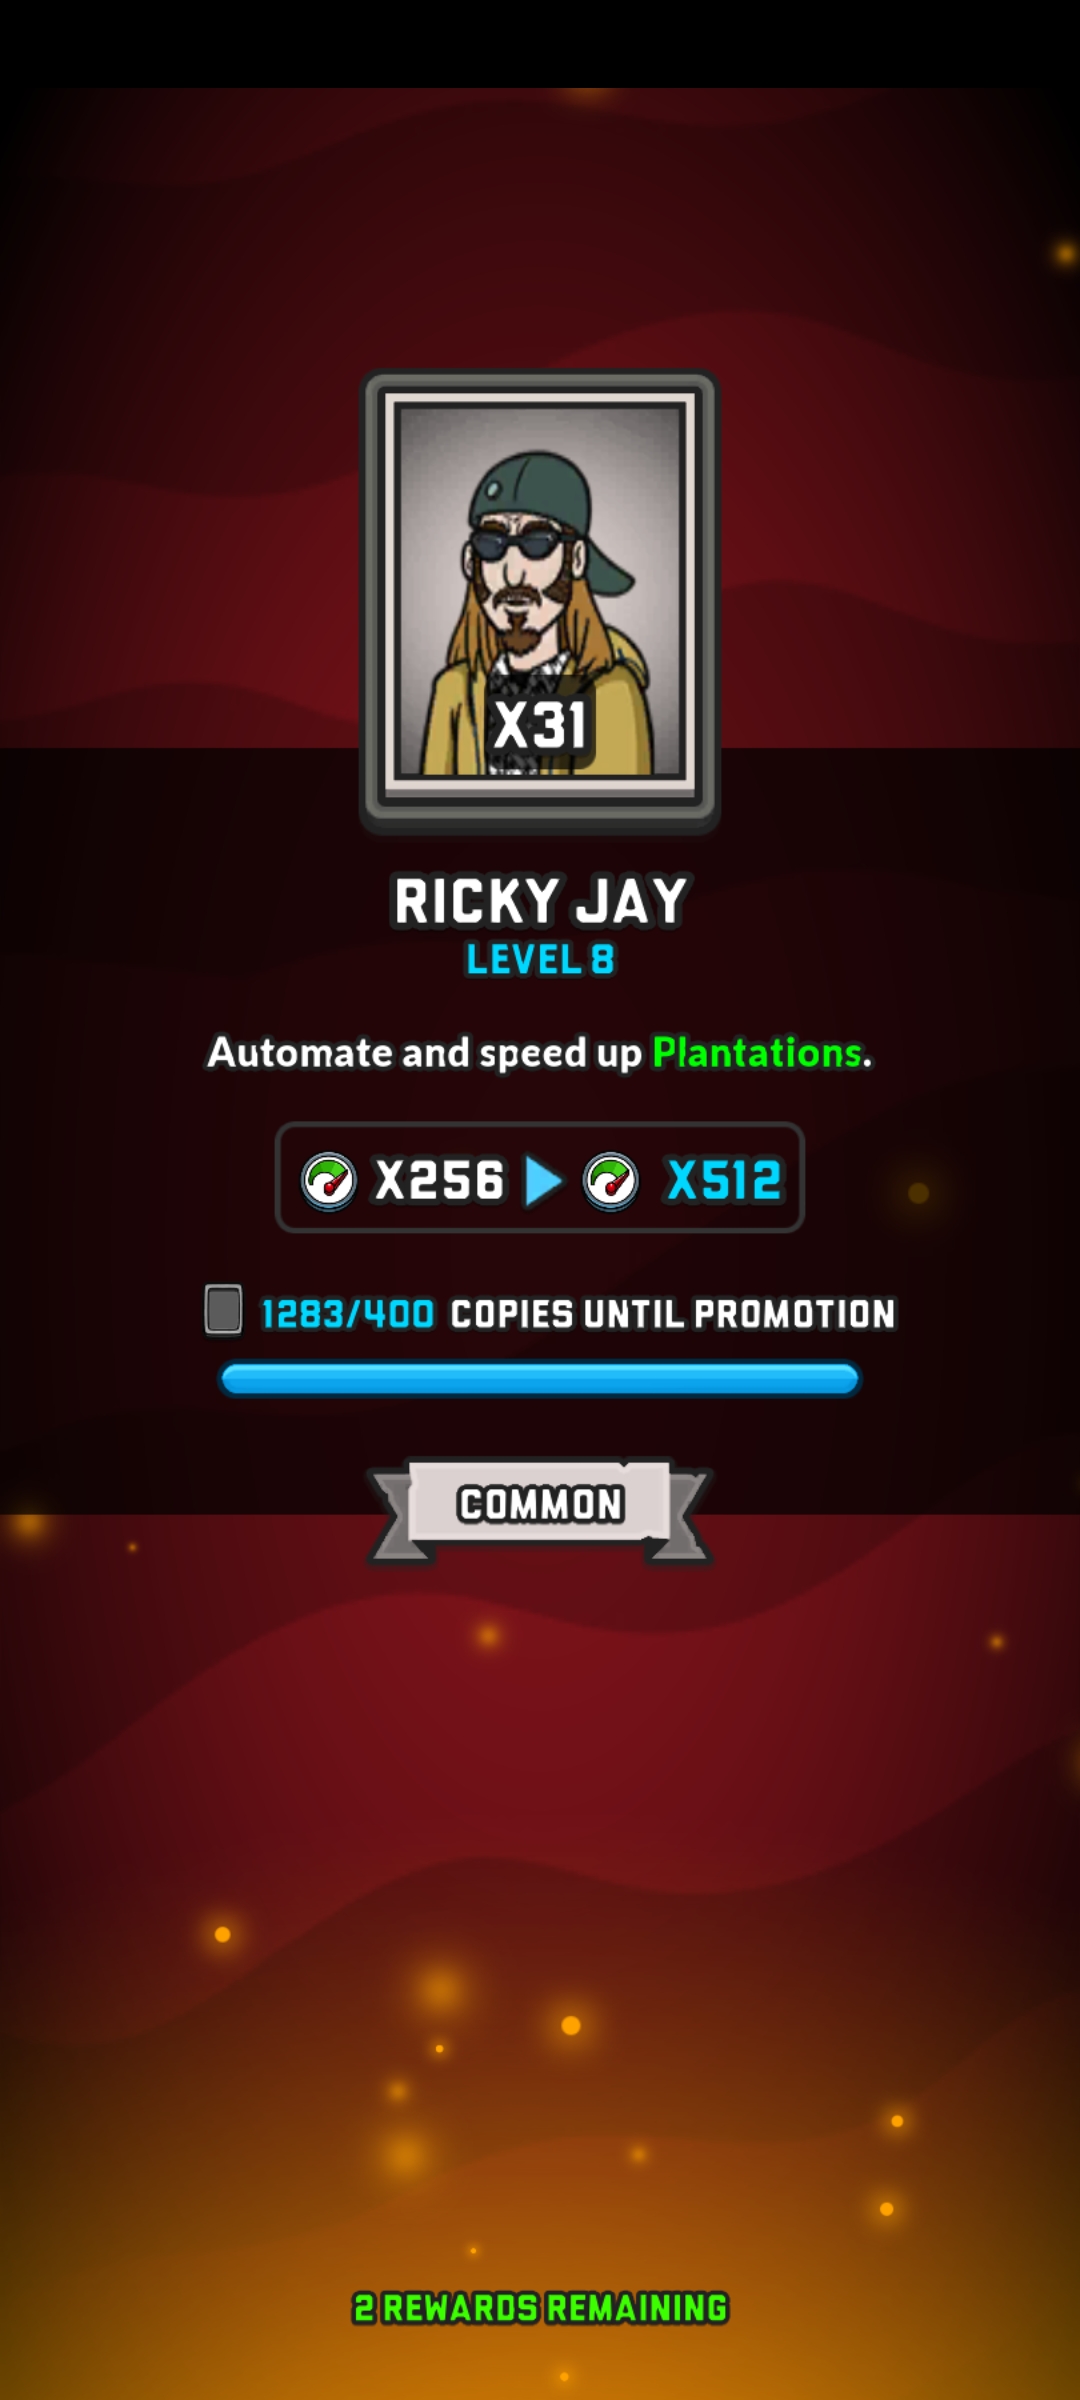 X31
RICKY JAY
LEVEL 8
Automate and speed up Plantations.
X256 X512
1283/400 COPIES UNTIL PROMOTION
COMMON
2 REWARDS REMAINING